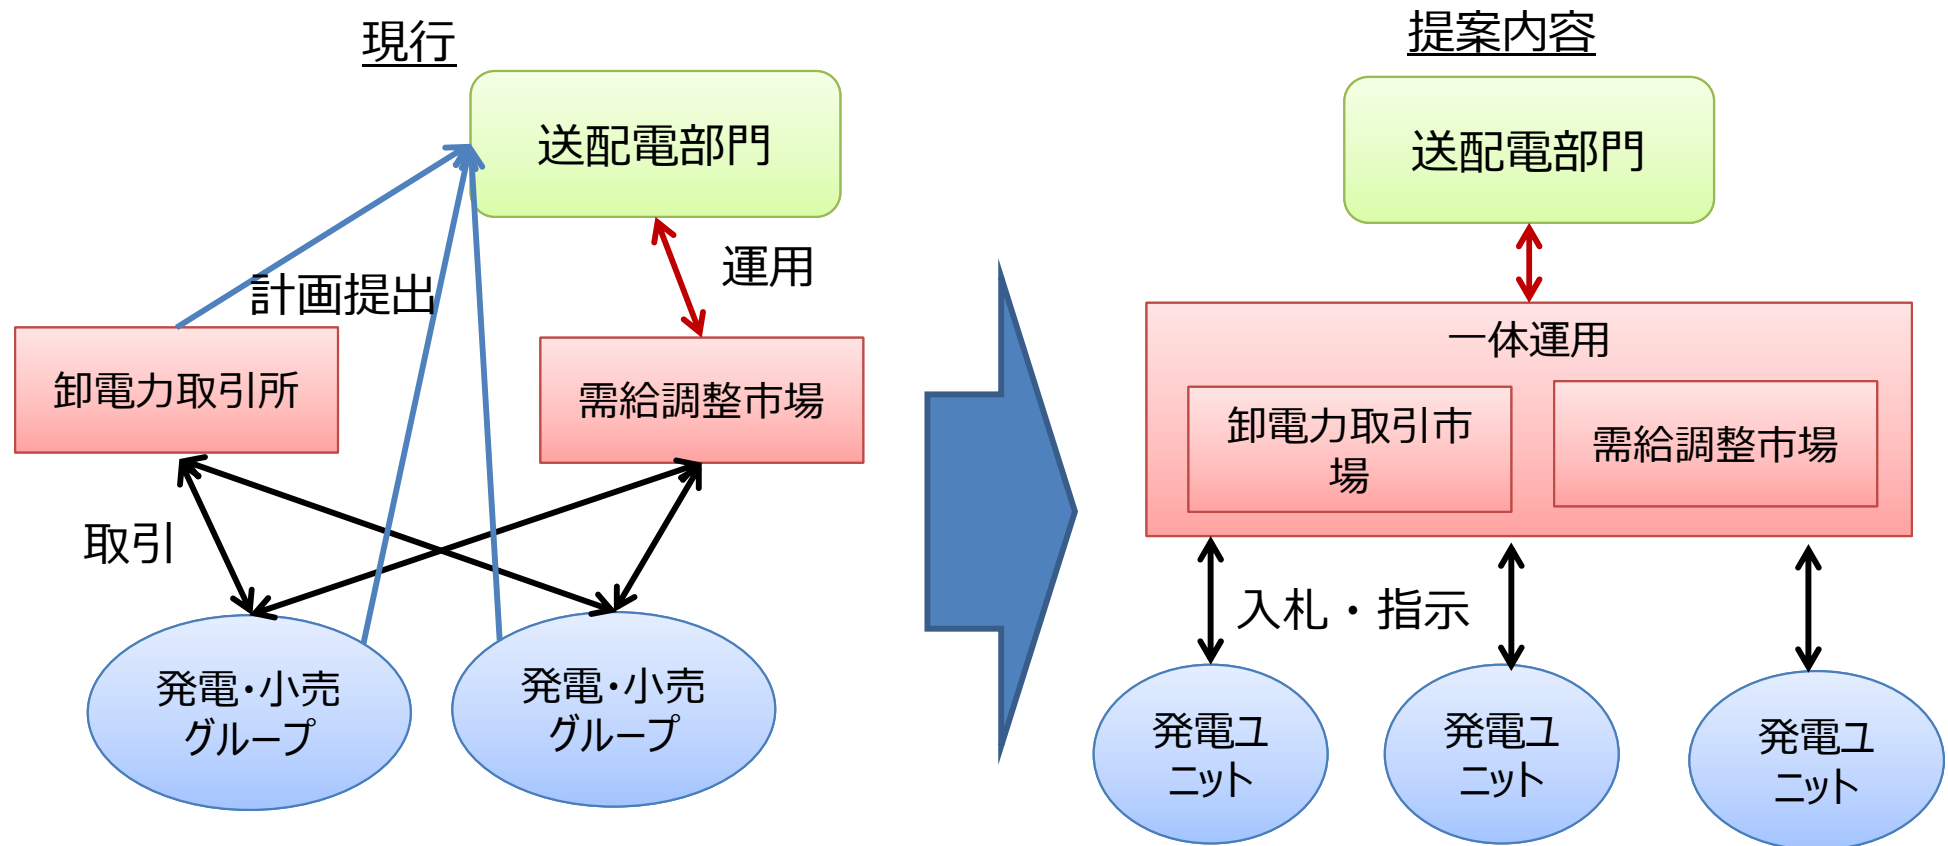 現行
送配電部門
計画提出
運用
卸電力取引所
需給調整市場
取引
発電・小売
グループ
発電・小売
グループ
提案内容
送配電部門
一体運用
卸電力取引市
場
需給調整市場
入札・指示
発電ユ
ニット
発電ユ
ニット
発電ユ
ニット